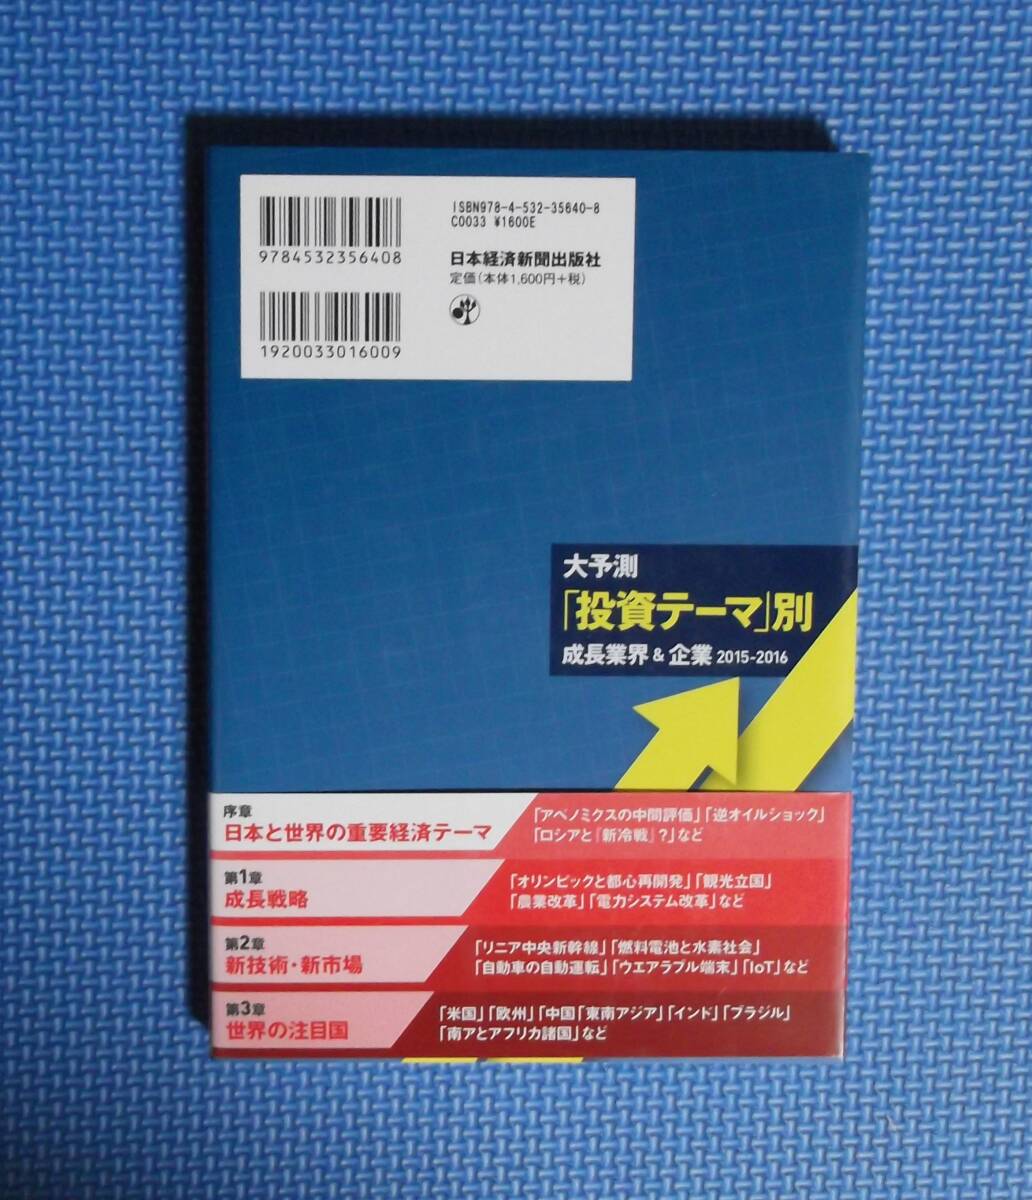 ISBN978-4-532-35640-8
C0033 ¥1600E
9784532356408
日本経済新聞出版社
定価(本体1,600円+税)
1920033016009
大予測
「投資テーマ」別
成長業界&企業 2015-2016
序章
日本と世界の重要経済テーマ
「アベノミクスの中間評価」「逆オイルショック」
「ロシアと『新冷戦』?」など
第1章
成長戦略
「オリンピックと都心再開発」「観光立国」
「農業改革」「電力システム改革」など
第2章
新技術・新市場
「リニア中央新幹線」「燃料電池と水素社会」
「自動車の自動運転」「ウエアラブル端末」「IoT」など
第3章
世界の注目国
「米国」「欧州」「中国「東南アジア」「インド」「ブラジル」
「南アとアフリカ諸国」など